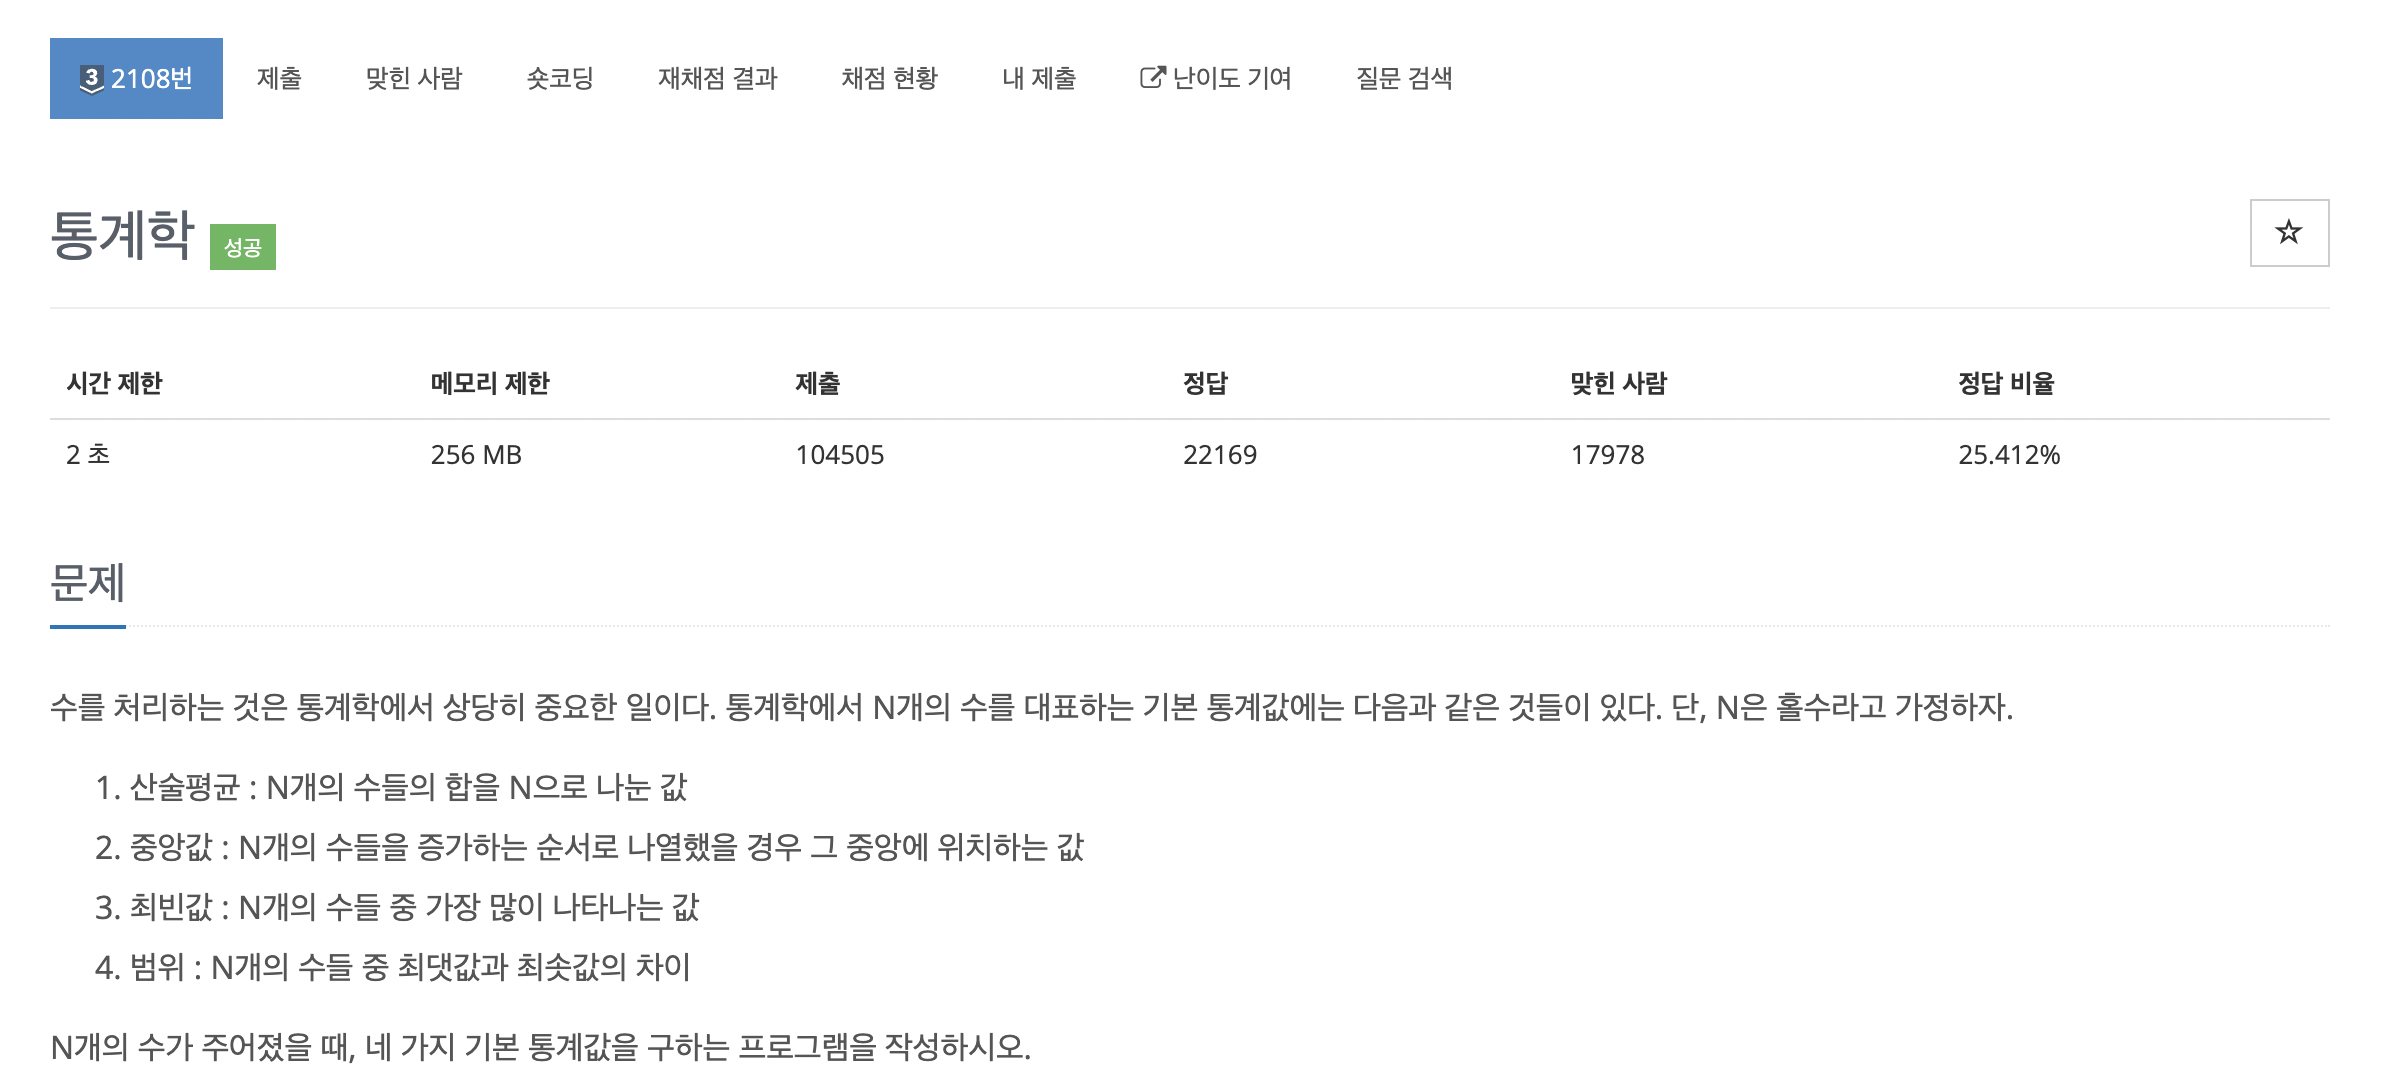 3 2108번 제출 맞힌 사람 숏코딩 재채점 결과 채점 현황 내 제출 난이도 기여 질문 검색
통계학 성공
시간 제한 메모리 제한 제출 정답 맞힌 사람 정답 비율
2 초 256 MB 104505 22169 17978 25.412%
문제
수를 처리하는 것은 통계학에서 상당히 중요한 일이다. 통계학에서 N개의 수를 대표하는 기본 통계값에는 다음과 같은 것들이 있다. 단, N은 홀수라고 가정하자.
1. 산술평균 : N개의 수들의 합을 N으로 나눈 값
2. 중앙값 : N개의 수들을 증가하는 순서로 나열했을 경우 그 중앙에 위치하는 값
3. 최빈값 : N개의 수들 중 가장 많이 나타나는 값
4. 범위 : N개의 수들 중 최댓값과 최솟값의 차이
N개의 수가 주어졌을 때, 네 가지 기본 통계값을 구하는 프로그램을 작성하시오.